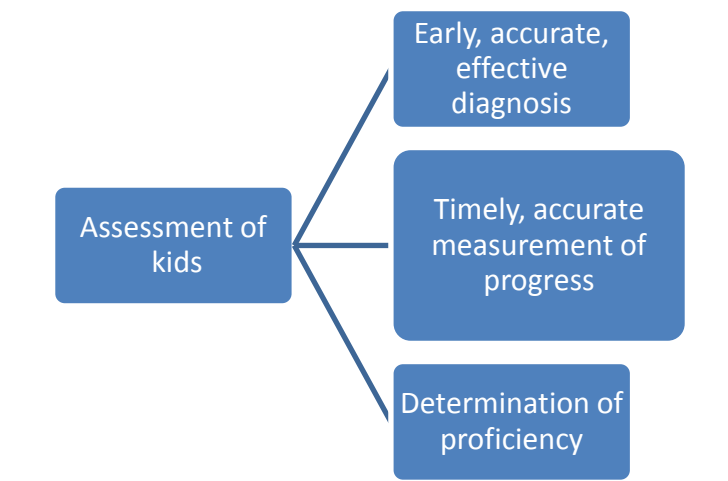 Early, accurate,
effective
diagnosis
Assessment of
kids
Timely, accurate
measurement of
progress
Determination of
proficiency